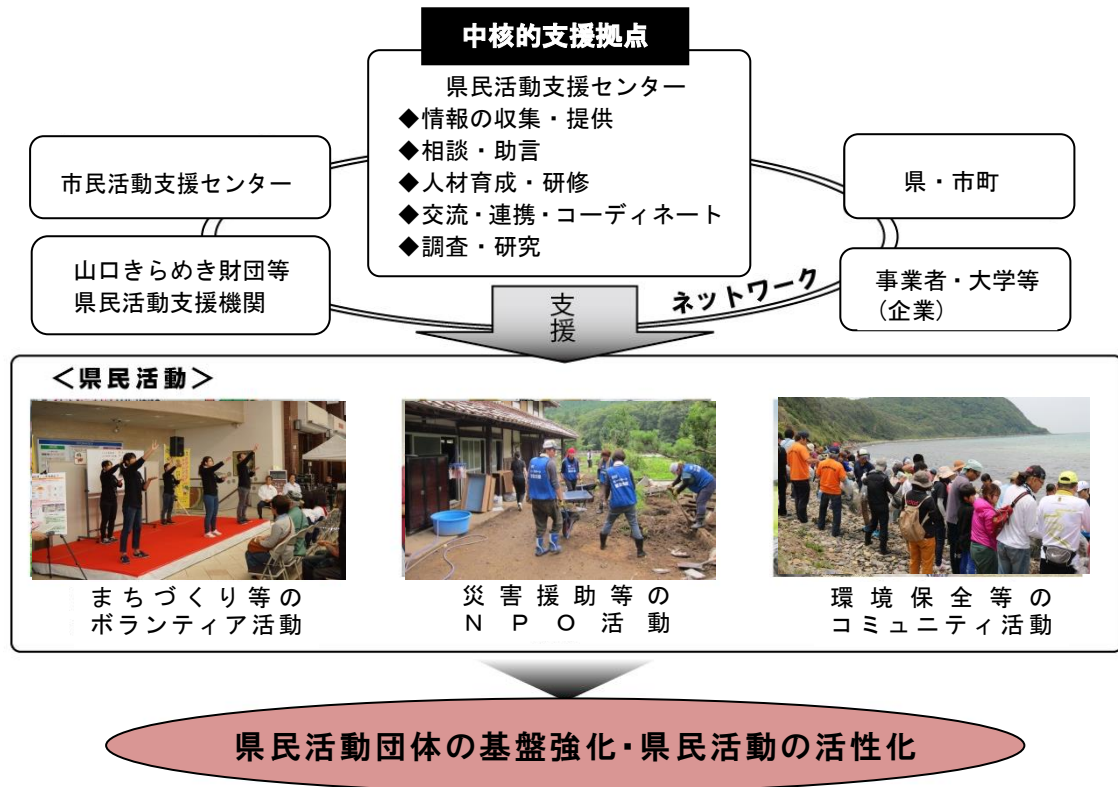 中核的支援拠点
県民活動支援センター
◆情報の収集・提供
◆相談・助言
◆人材育成・研修
◆交流・連携・コーディネート
◆調査・研究
市民活動支援センター
県・市町
山口きらめき財団等
県民活動支援機関
事業者・大学等
(企業)
ネットワーク
支援
＜県民活動＞
まちづくり等の
ボランティア活動
災害援助等の
ＮＰＯ活動
環境保全等の
コミュニティ活動
県民活動団体の基盤強化・県民活動の活性化